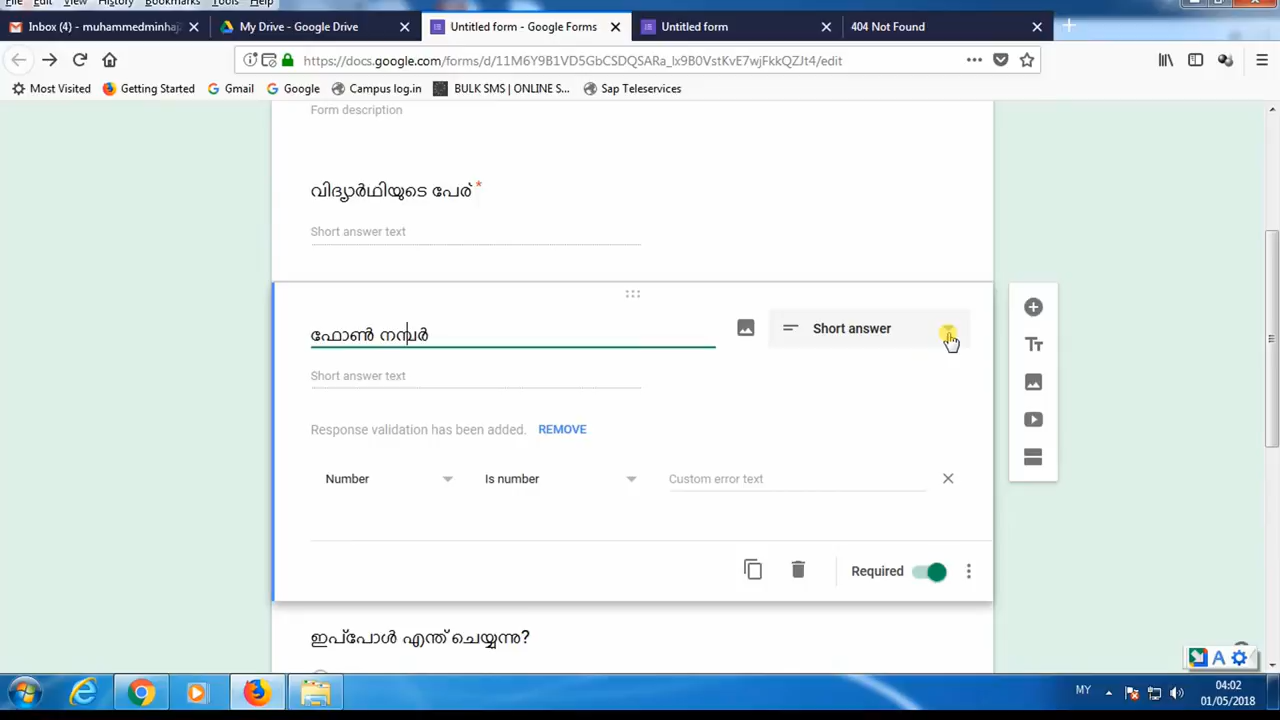 File Edit View History Bookmarks Tools Help
Inbox (4) - muhammedminhaj
My Drive - Google Drive
Untitled form - Google Forms
Untitled form
404 Not Found
https://docs.google.com/forms/d/11M6Y9B1VD5GbCSDQSARa_lx9B0VstKvE7wjFkkQZJt4/edit
Most Visited
Getting Started
Gmail
Google
Campus log.in
BULK SMS | ONLINE S...
Sap Teleservices
Form description
വിദ്യാർഥിയുടെ പേര് *
Short answer text
ഫോൺ നമ്പർ
Short answer
Short answer text
Response validation has been added. REMOVE
Number
Is number
Custom error text
Required
ഇപ്പോൾ എന്ത് ചെയ്യുന്നു?
A
MY
04:02
01/05/2018